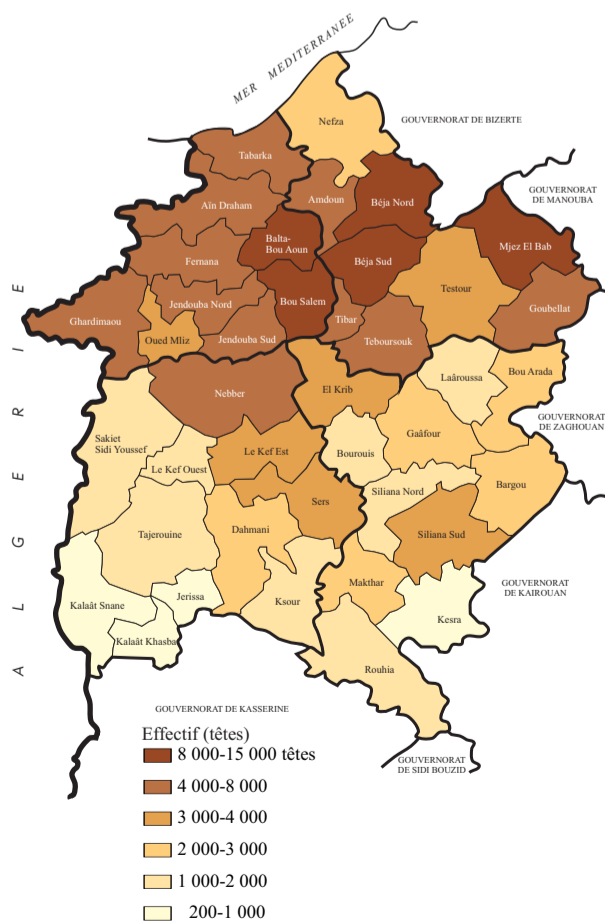 MER MEDITERRANEE
Nefza
GOUVERNORAT DE BIZERTE
Tabarka
GOUVERNORAT
DE MANOUBA
Aïn Draham
Amdoun
Béja Nord
Balta-
Bou Aoun
Mjez El Bab
Fernana
Béja Sud
Testour
Jendouba Nord
Bou Salem
Goubellat
Ghardimaou
Tibar
Oued Mliz
Jendouba Sud
Teboursouk
Laâroussa
Bou Arada
Nebber
El Krib
GOUVERNORAT
DE ZAGHOUAN
Gaâfour
Sakiet
Sidi Youssef
Le Kef Est
Bourouis
Le Kef Ouest
Bargou
Siliana Nord
Sers
Dahmani
Siliana Sud
Tajerouine
Makthar
GOUVERNORAT
DE KAIROUAN
Jerissa
Kalaât Snane
Ksour
Kesra
Kalaât Khasba
Rouhia
ALGERIE
GOUVERNORAT DE KASSERINE
GOUVERNORAT
DE SIDI BOUZID
Effectif (têtes)
8 000-15 000 têtes
4 000-8 000
3 000-4 000
2 000-3 000
1 000-2 000
200-1 000